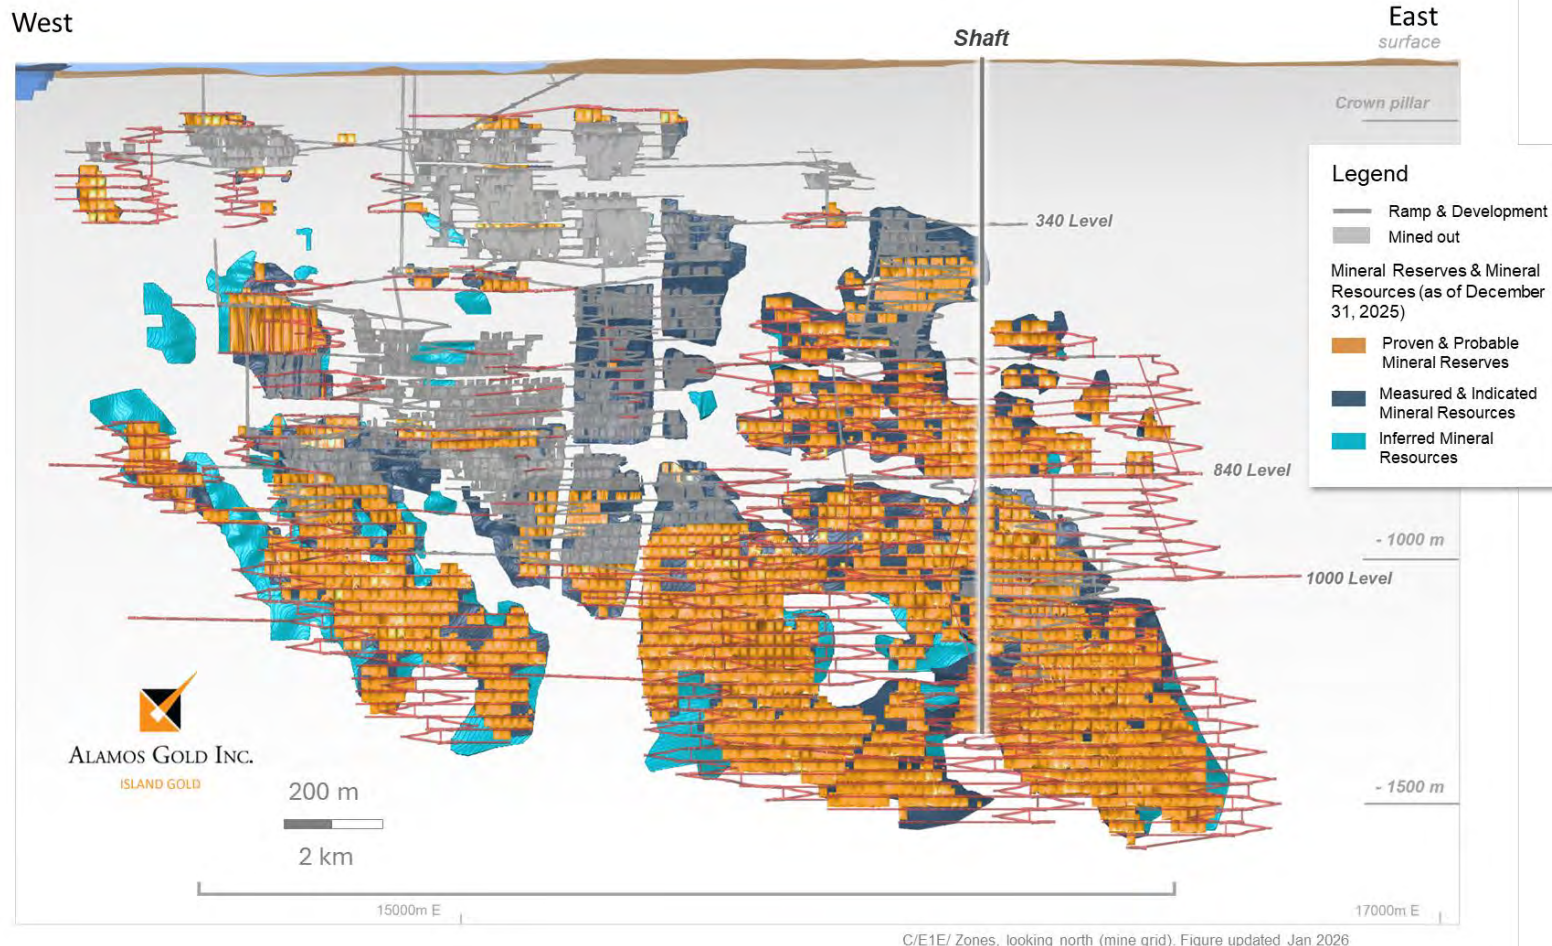 West
East
Shaft
surface
Crown pillar
Legend
Ramp & Development
Mined out
Mineral Reserves & Mineral
Resources (as of December
31, 2025)
Proven & Probable
Mineral Reserves
Measured & Indicated
Mineral Resources
Inferred Mineral
Resources
340 Level
840 Level
- 1000 m
1000 Level
- 1500 m
ALAMOS GOLD INC.
ISLAND GOLD
200 m
2 km
15000m E
17000m E
C/E1E/ Zones, looking north (mine grid). Figure updated Jan 2026